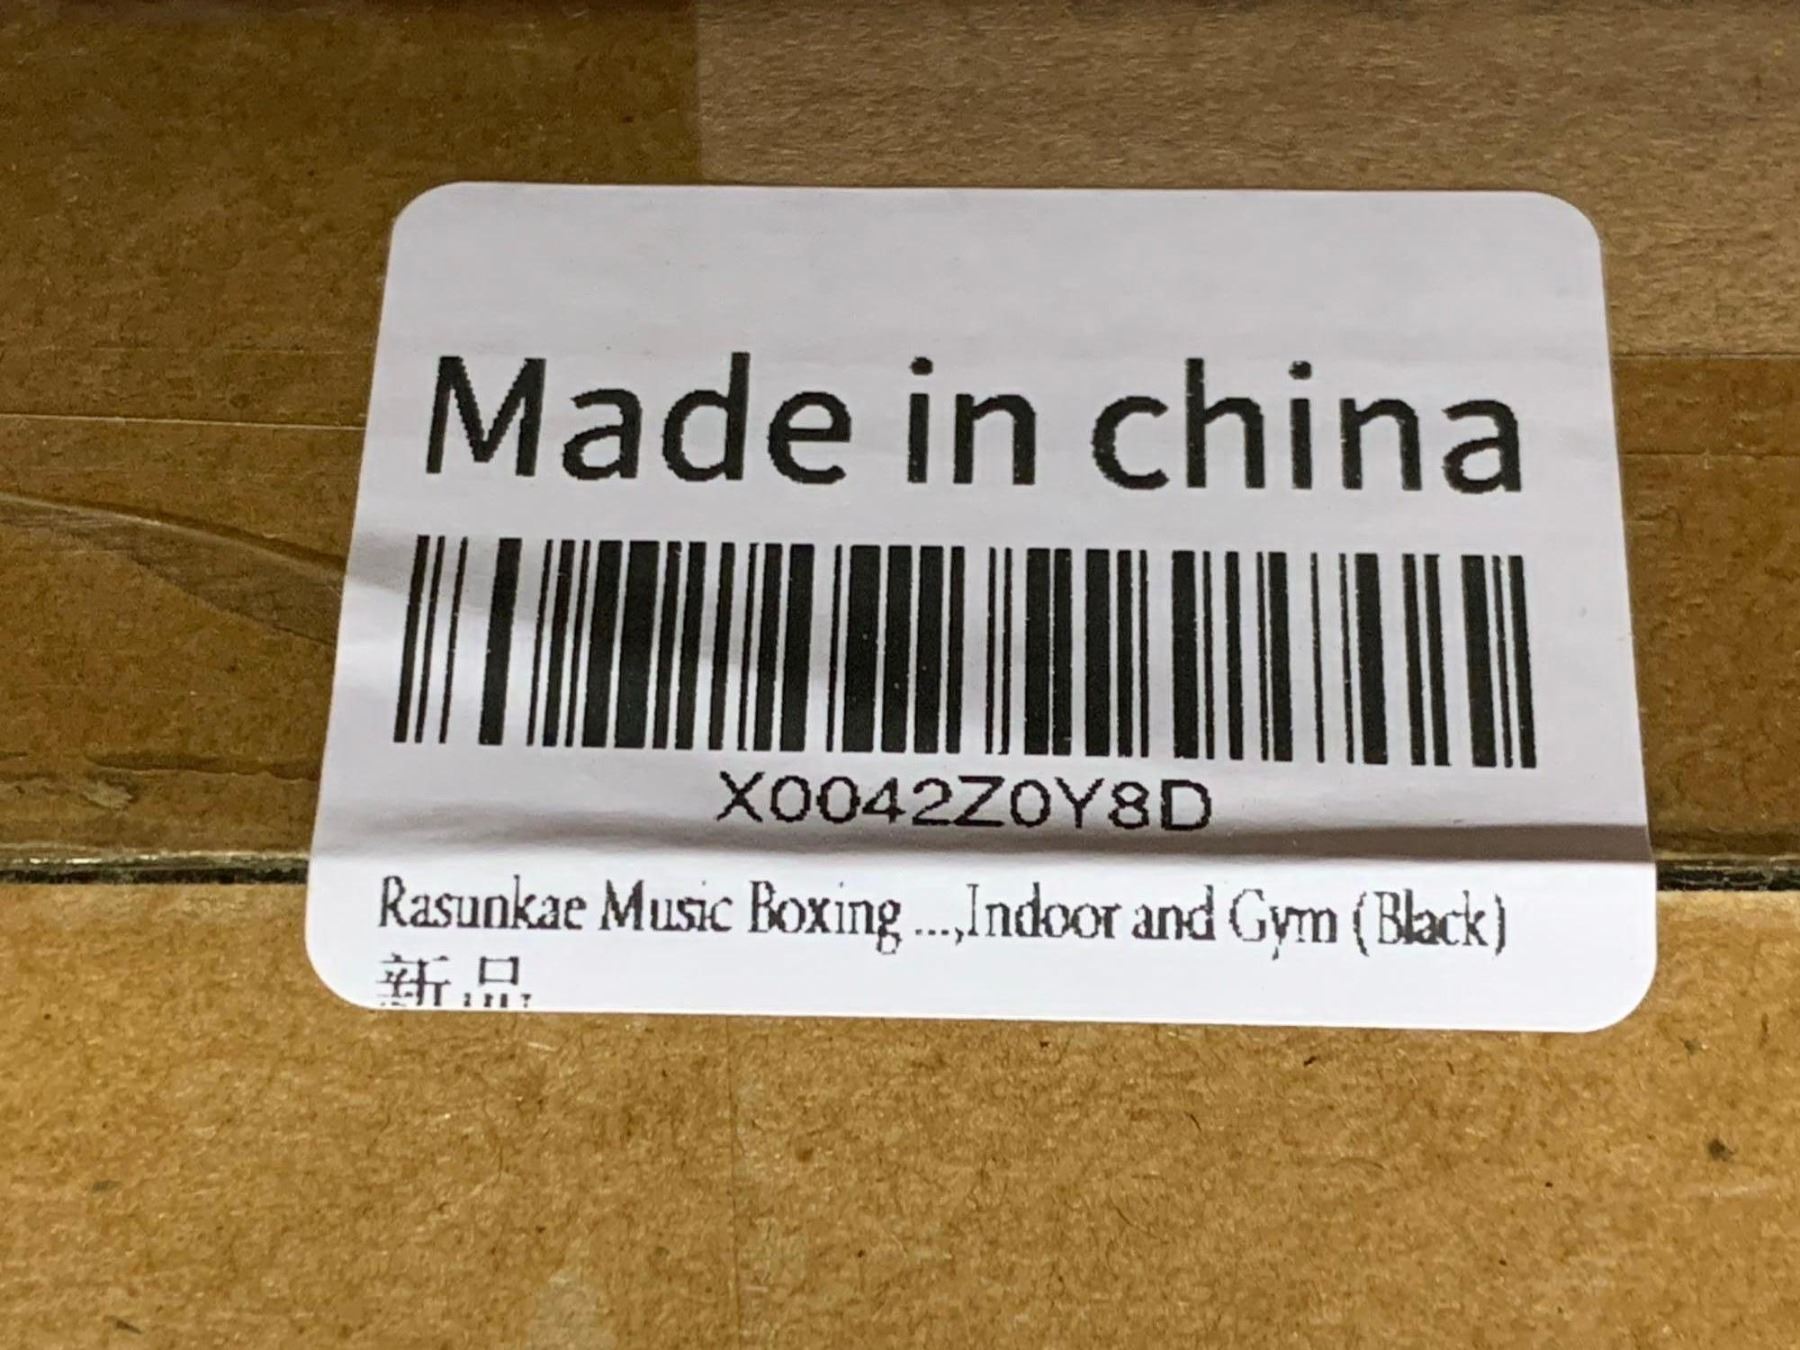 Made in china
X0042Z0Y8D
Rasunkae Music Boxing ...,Indoor and Gym (Black)
新品